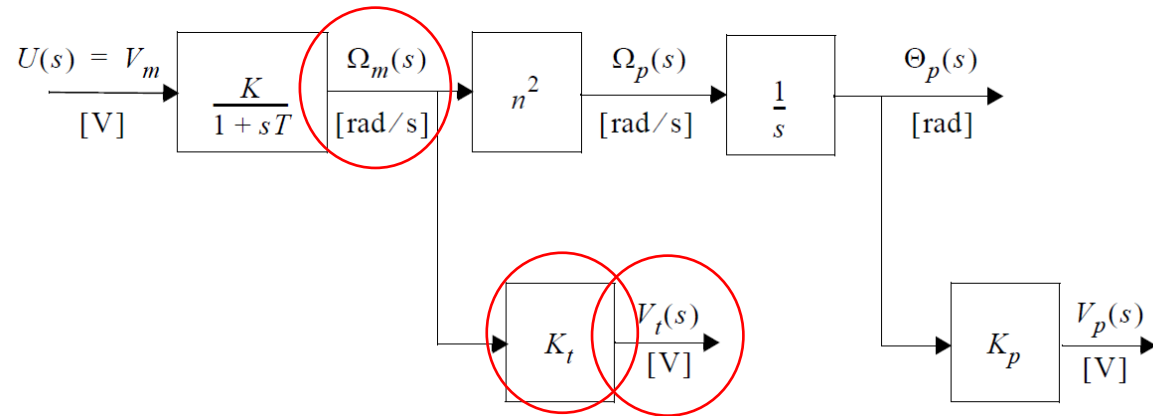 U(s) = V_m
[V]
K
1 + sT
Ω_m(s)
[rad/s]
n^2
Ω_p(s)
[rad/s]
1
s
Θ_p(s)
[rad]
K_t
V_t(s)
[V]
K_p
V_p(s)
[V]